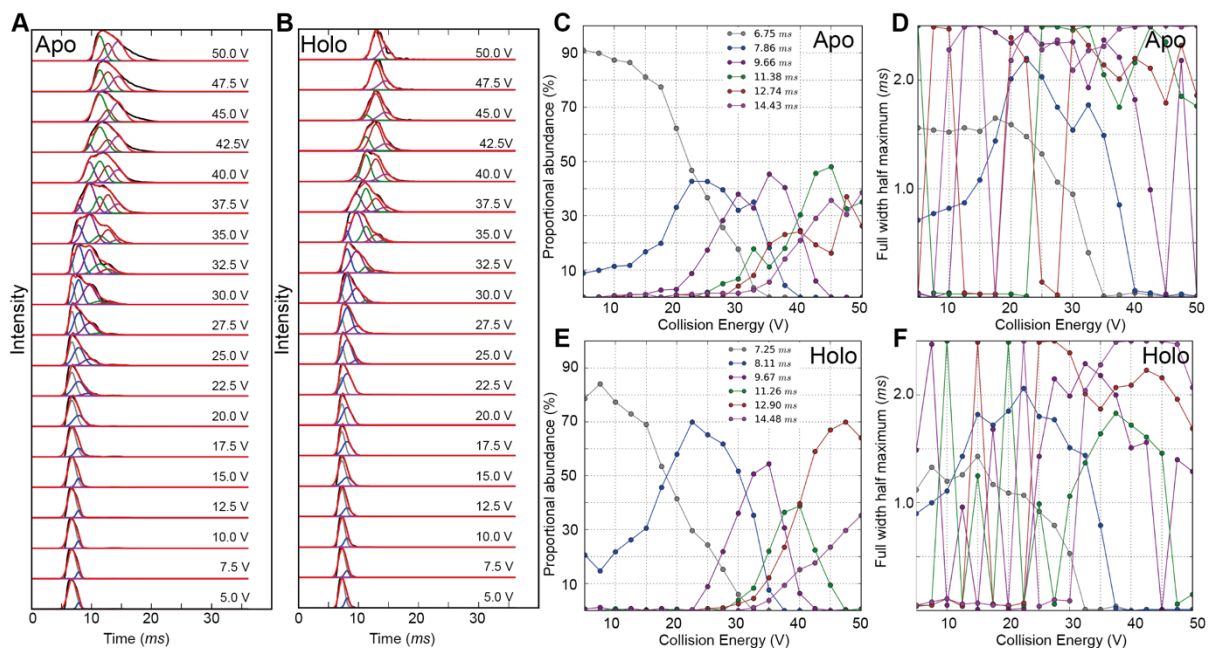 A
Apo
50.0 V
47.5 V
45.0 V
42.5V
40.0 V
37.5 V
35.0 V
32.5 V
30.0 V
27.5 V
25.0 V
22.5 V
20.0 V
17.5 V
15.0 V
12.5 V
10.0 V
7.5 V
5.0 V
Intensity
0 10 20 30
Time (ms)
B
Holo
50.0 V
47.5 V
45.0 V
42.5 V
40.0 V
37.5 V
35.0 V
32.5 V
30.0 V
27.5 V
25.0 V
22.5 V
20.0 V
17.5 V
15.0 V
12.5 V
10.0 V
7.5 V
5.0 V
Intensity
0 10 20 30
Time (ms)
C
Apo
6.75 ms
7.86 ms
9.66 ms
11.38 ms
12.74 ms
14.43 ms
90
70
50
30
10
Proportional abundance (%)
10 20 30 40 50
Collision Energy (V)
D
Apo
2.0
1.0
Full width half maximum (ms)
10 20 30 40 50
Collision Energy (V)
E
Holo
7.25 ms
8.11 ms
9.67 ms
11.26 ms
12.90 ms
14.48 ms
90
70
50
30
10
Proportional abundance (%)
10 20 30 40 50
Collision Energy (V)
F
Holo
2.0
1.0
Full width half maximum (ms)
10 20 30 40 50
Collision Energy (V)